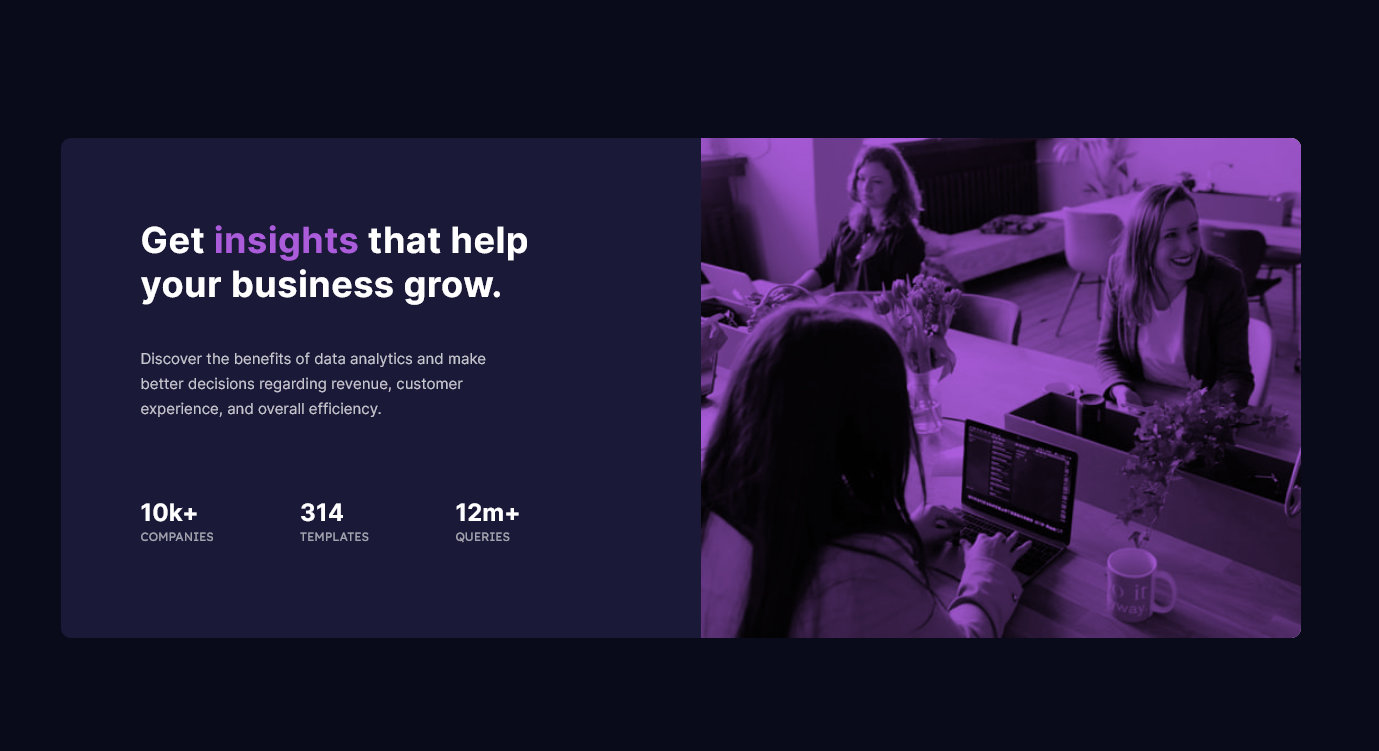 Get insights that help
your business grow.
Discover the benefits of data analytics and make
better decisions regarding revenue, customer
experience, and overall efficiency.
10k+ 314 12m+
COMPANIES TEMPLATES QUERIES